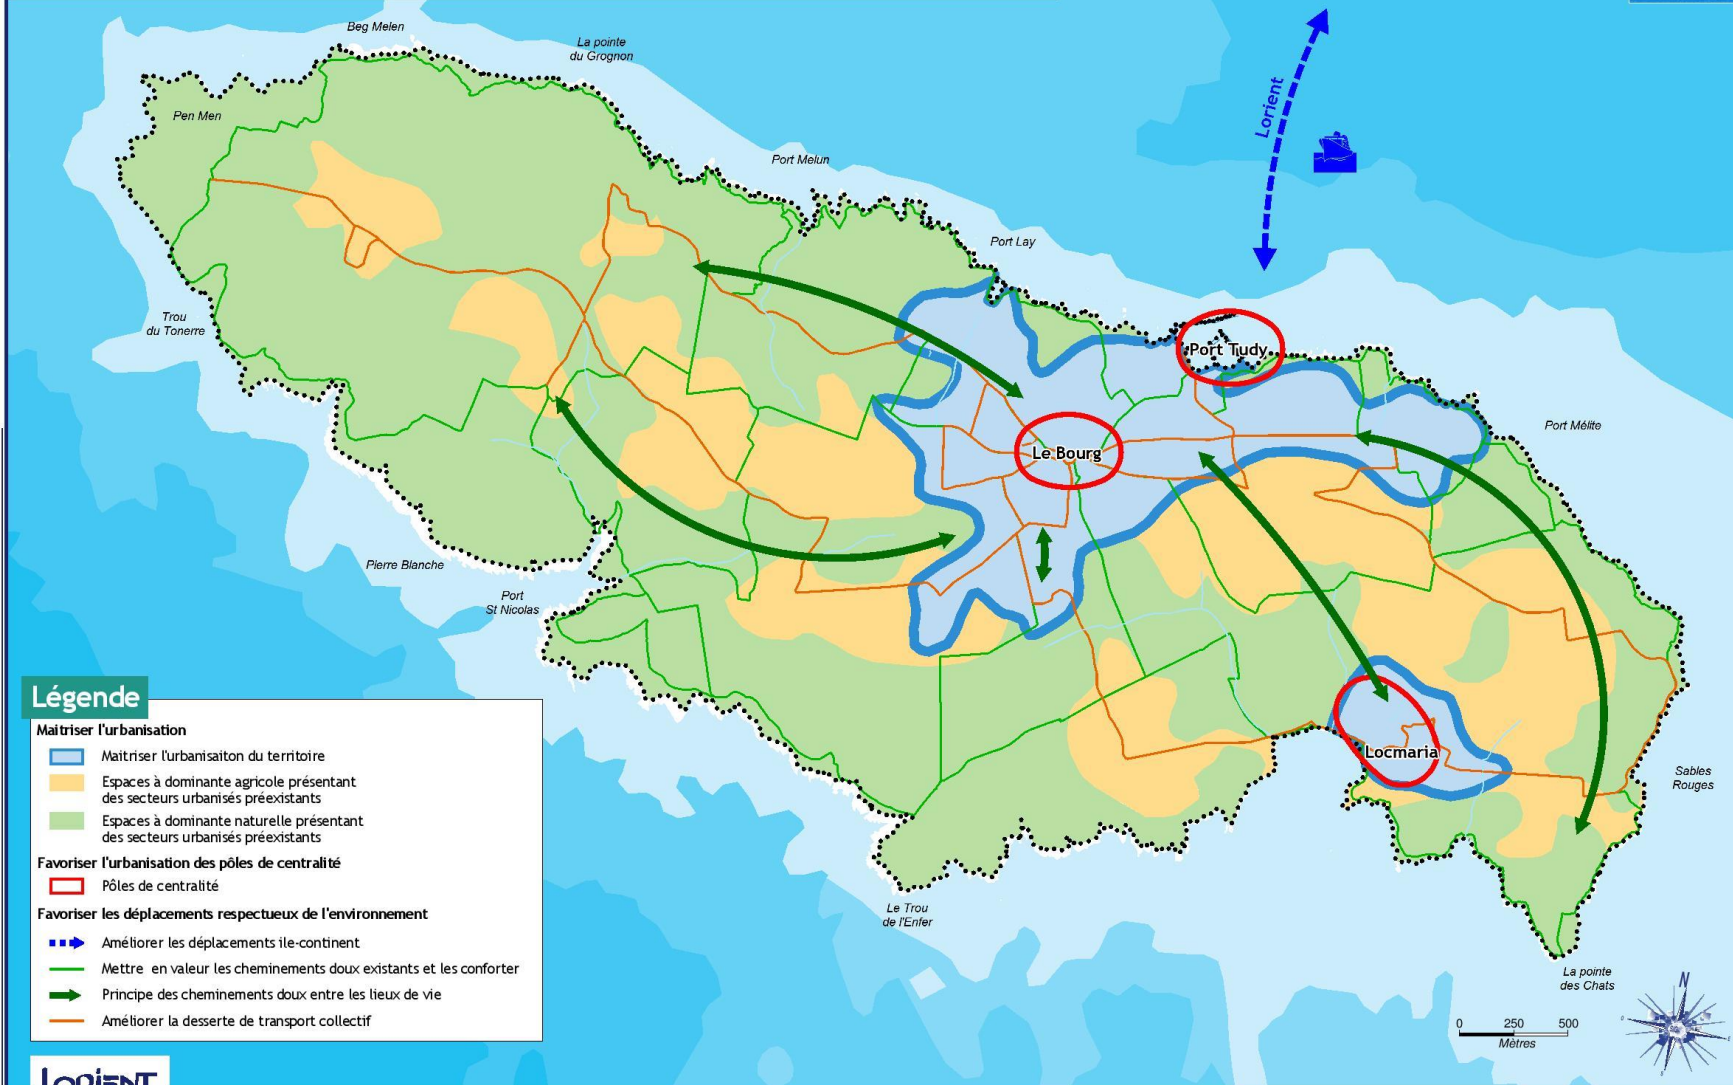 Beg Melen
La pointe
du Grognon
Pen Men
Lorient
Port Melun
Port Lay
Trou
du Tonerre
Port Tudy
Port Mélite
Le Bourg
Pierre Blanche
Port
St Nicolas
Locmaria
Sables
Rouges
Le Trou
de l'Enfer
La pointe
des Chats
N
0 250 500
Mètres
Légende
Maitriser l'urbanisation
Maitriser l'urbanisaiton du territoire
Espaces à dominante agricole présentant
des secteurs urbanisés préexistants
Espaces à dominante naturelle présentant
des secteurs urbanisés préexistants
Favoriser l'urbanisation des pôles de centralité
Pôles de centralité
Favoriser les déplacements respectueux de l'environnement
Améliorer les déplacements ile-continent
Mettre en valeur les cheminements doux existants et les conforter
Principe des cheminements doux entre les lieux de vie
Améliorer la desserte de transport collectif
LORIENT